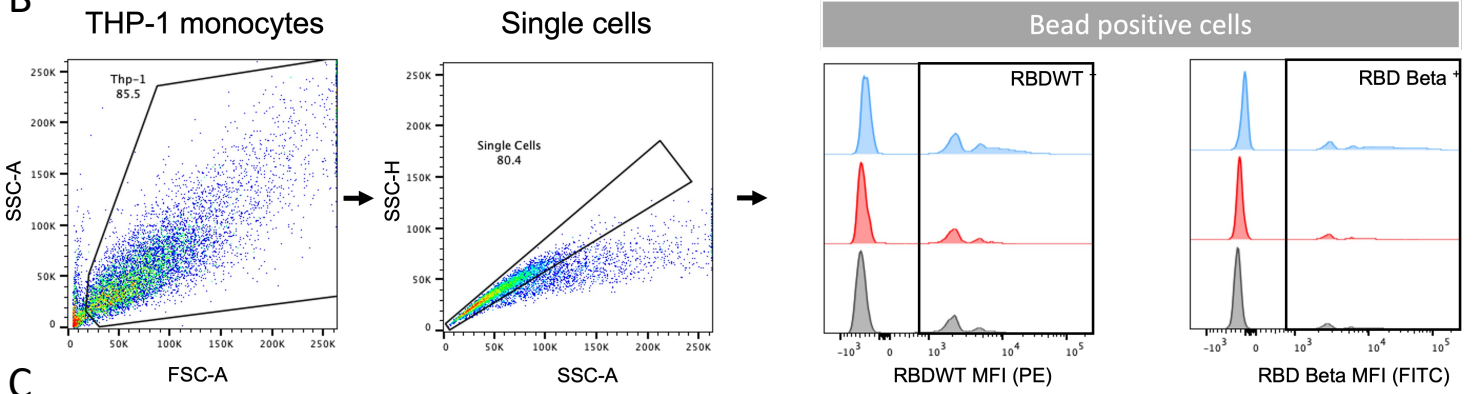 B
THP-1 monocytes
Single cells
Bead positive cells
Thp-1
85.5
SSC-A
250K
200K
150K
100K
50K
0
0
50K
100K
150K
200K
250K
FSC-A
Single Cells
80.4
SSC-H
250K
200K
150K
100K
50K
0
0
50K
100K
150K
200K
250K
SSC-A
RBDWT
-10³
0
10³
10⁴
10⁵
RBDWT MFI (PE)
RBD Beta ⁺
-10³
0
10³
10⁴
10⁵
RBD Beta MFI (FITC)
C